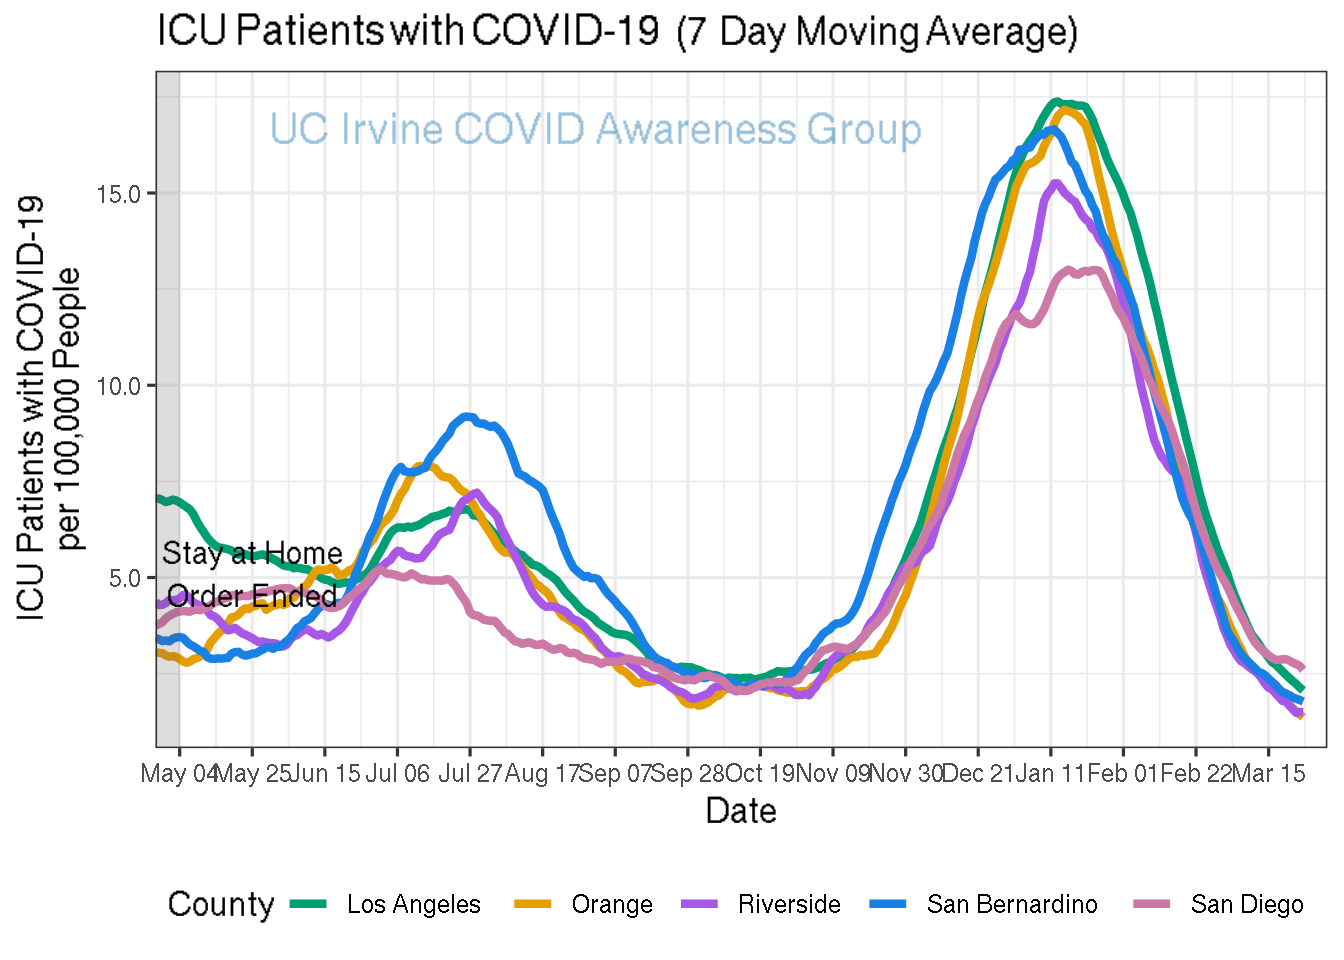 ICU Patients with COVID-19 (7 Day Moving Average)
UC Irvine COVID Awareness Group
ICU Patients with COVID-19
per 100,000 People
15.0
10.0
5.0
Stay at Home
Order Ended
May 04 May 25 Jun 15 Jul 06 Jul 27 Aug 17 Sep 07 Sep 28 Oct 19 Nov 09 Nov 30 Dec 21 Jan 11 Feb 01 Feb 22 Mar 15
Date
County Los Angeles Orange Riverside San Bernardino San Diego